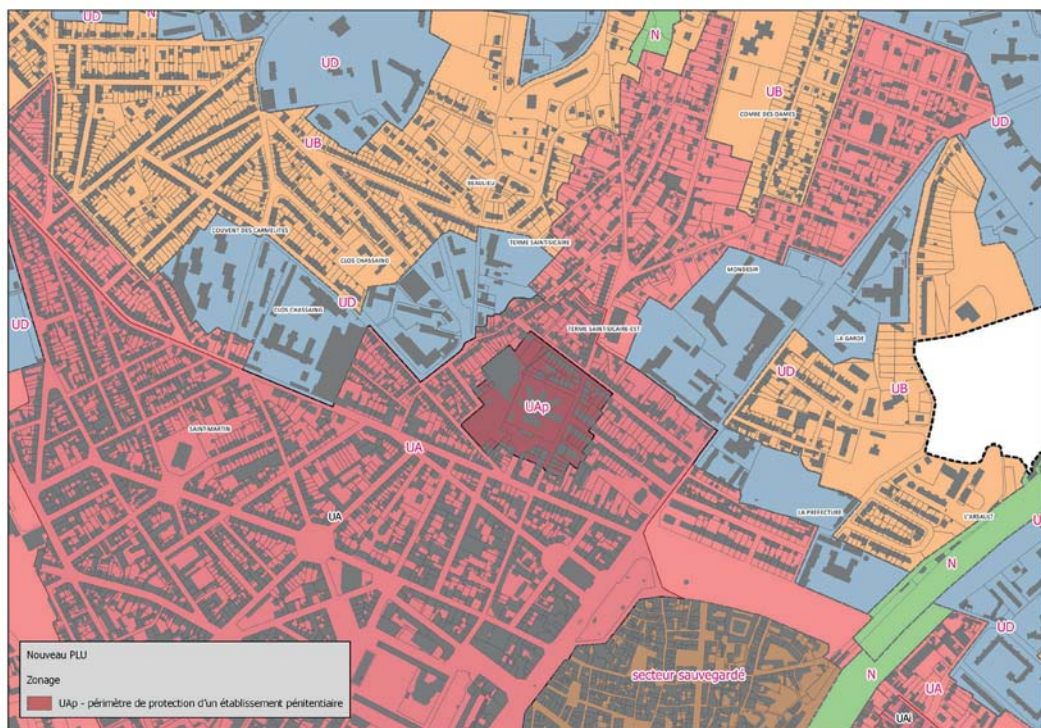 UD
N
UD
N
UB
COMBE DES DAMES
UD
UB
BEAULIEU
COUVENT DES CARMELITES
TERME SAINT-SICAIRE
CLOS CHASSAING
MONDESIR
UD
CLOS CHASSAING
TERME SAINT-SICAIRE EST
LA GARDE
UD
UD
UB
UAp
SAINT-MARTIN
UA
UA
LA PREFECTURE
L'ARSAULT
N
UD
secteur sauvegardé
N
UA
UAi
Nouveau PLU
Zonage
UAp - périmètre de protection d'un établissement pénitentiaire